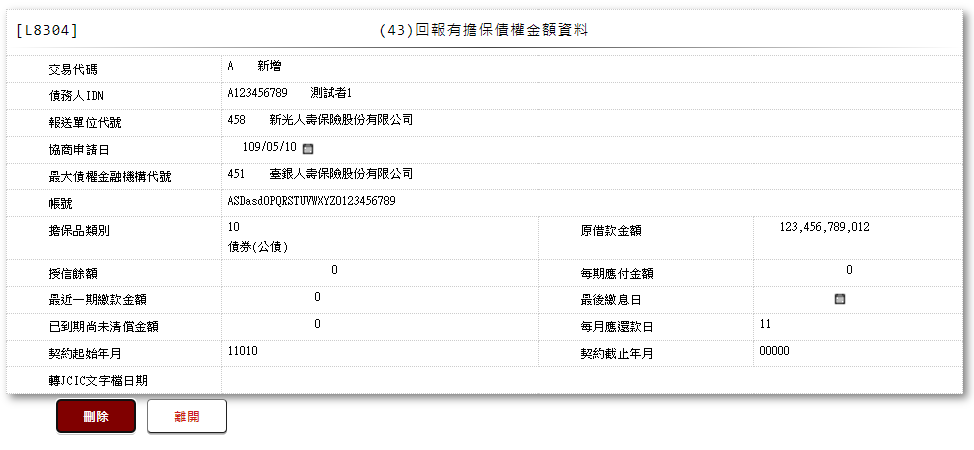 [L8304] (43)回報有擔保債權金額資料
交易代碼 A 新增
債務人IDN A123456789 測試者1
報送單位代號 458 新光人壽保險股份有限公司
協商申請日 109/05/10
最大債權金融機構代號 451 臺銀人壽保險股份有限公司
帳號 ASDasdOPQRSTUVWXYZ0123456789
擔保品類別 10 原借款金額 123,456,789,012
債券(公債)
授信餘額 0 每期應付金額 0
最近一期繳款金額 0 最後繳息日
已到期尚未清償金額 0 每月應還款日 11
契約起始年月 11010 契約截止年月 00000
轉JCIC文字檔日期
刪除 離開